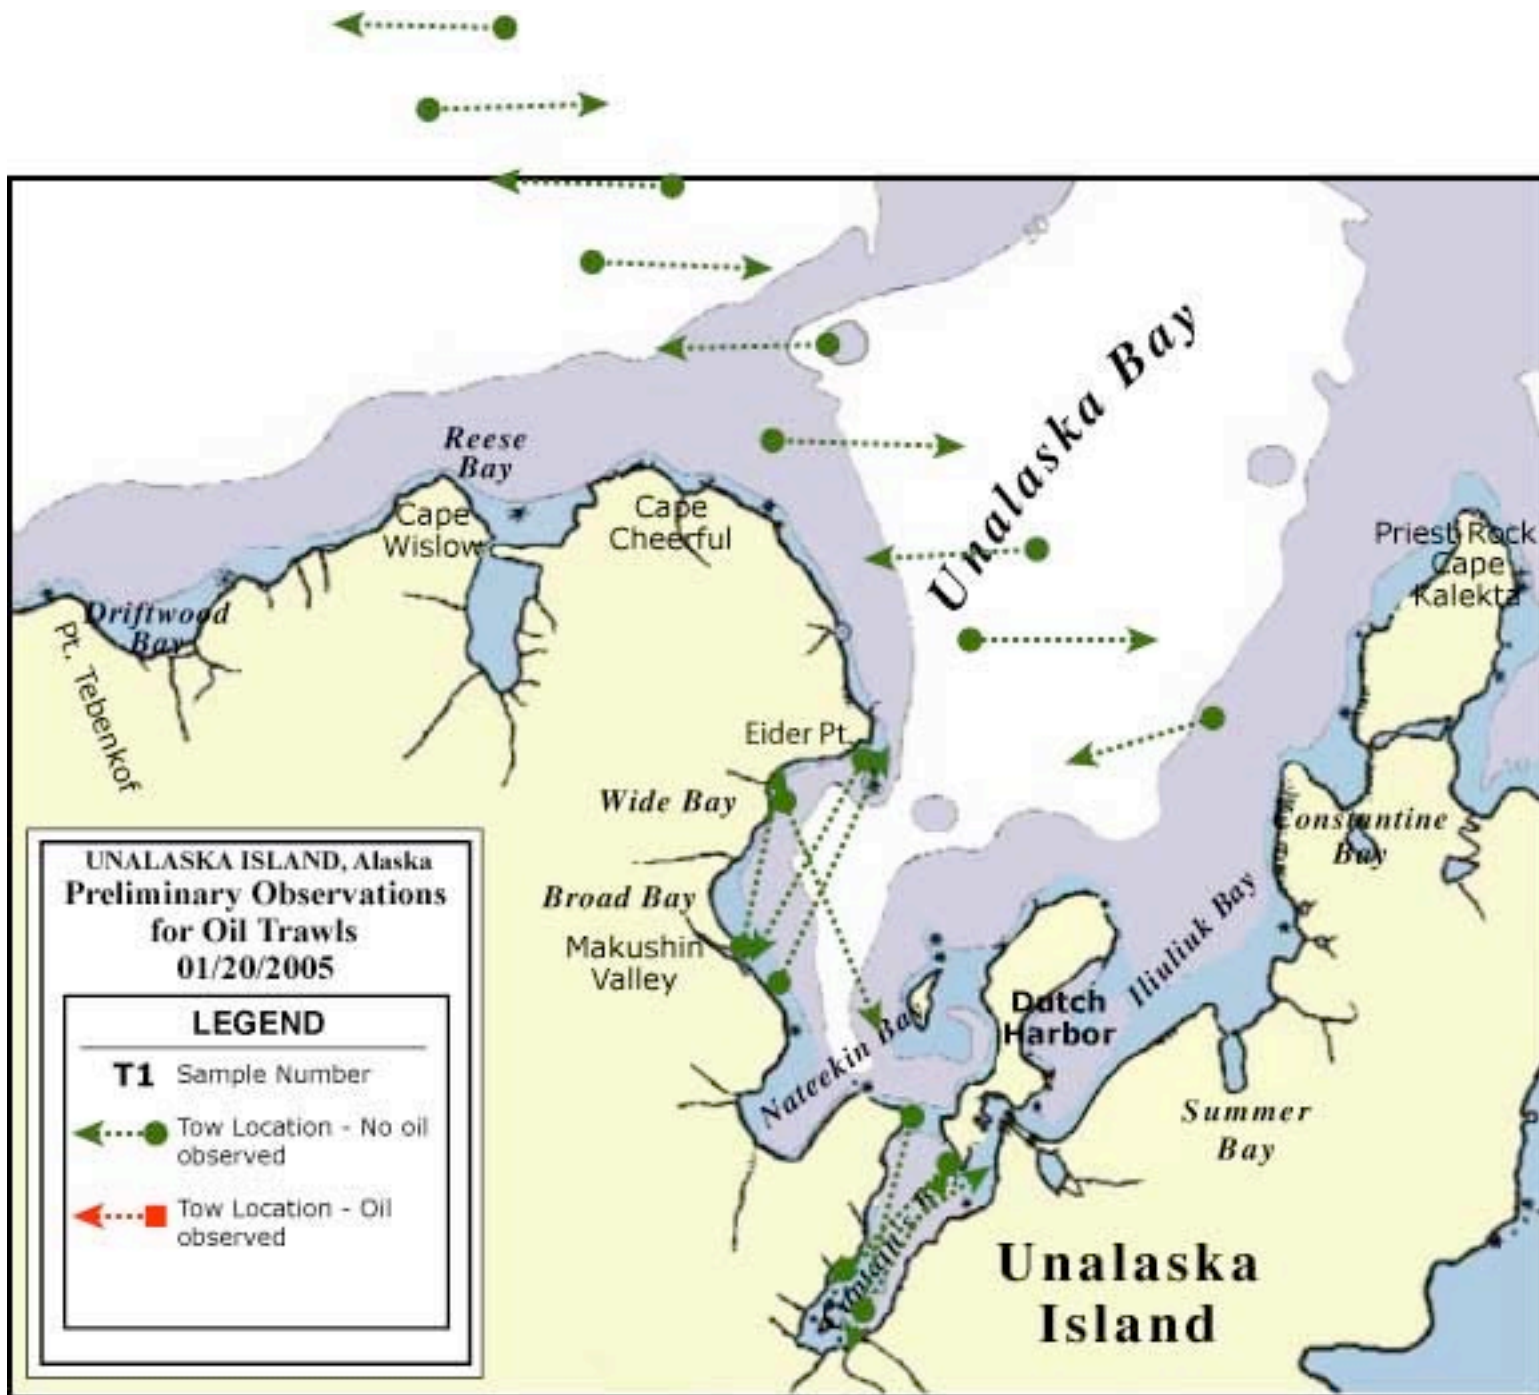 Unalaska Bay
Reese
Bay
Cape
Wislow
Cape
Cheerful
Priest Rock
Cape
Kalekta
Driftwood
Bay
Pt. Tebenkof
Eider Pt.
Wide Bay
Constantine
Bay
Broad Bay
Makushin
Valley
Iliuliuk Bay
Dutch
Harbor
Nateekin Bay
Summer
Bay
Unalaska
Island
UNALASKA ISLAND, Alaska
Preliminary Observations
for Oil Trawls
01/20/2005
LEGEND
T1 Sample Number
Tow Location - No oil
observed
Tow Location - Oil
observed